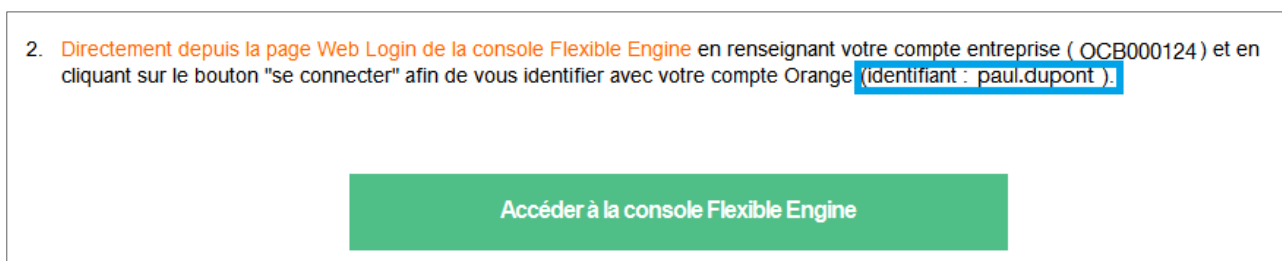 2. Directement depuis la page Web Login de la console Flexible Engine en renseignant votre compte entreprise ( OCB000124 ) et en
cliquant sur le bouton "se connecter" afin de vous identifier avec votre compte Orange (identifiant : paul.dupont ).
Accéder à la console Flexible Engine